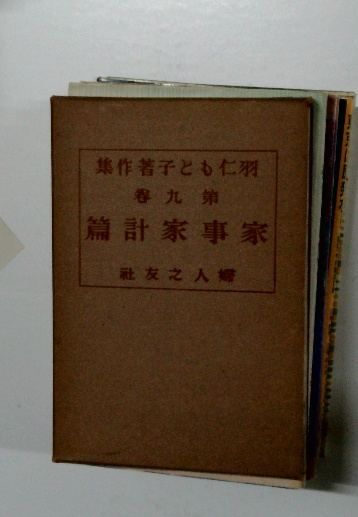 羽仁もと子著作集
第九卷
家事家計篇
婦人之友社